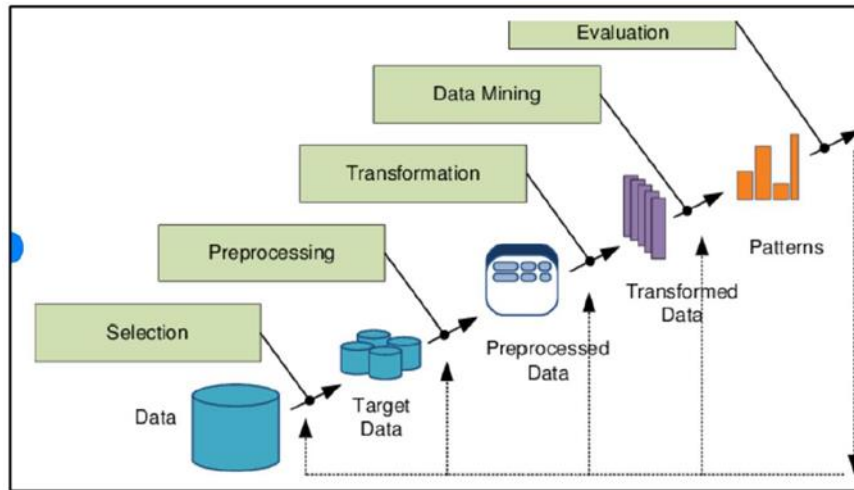 Evaluation
Data Mining
Transformation
Preprocessing
Selection
Patterns
Transformed
Data
Preprocessed
Data
Target
Data
Data